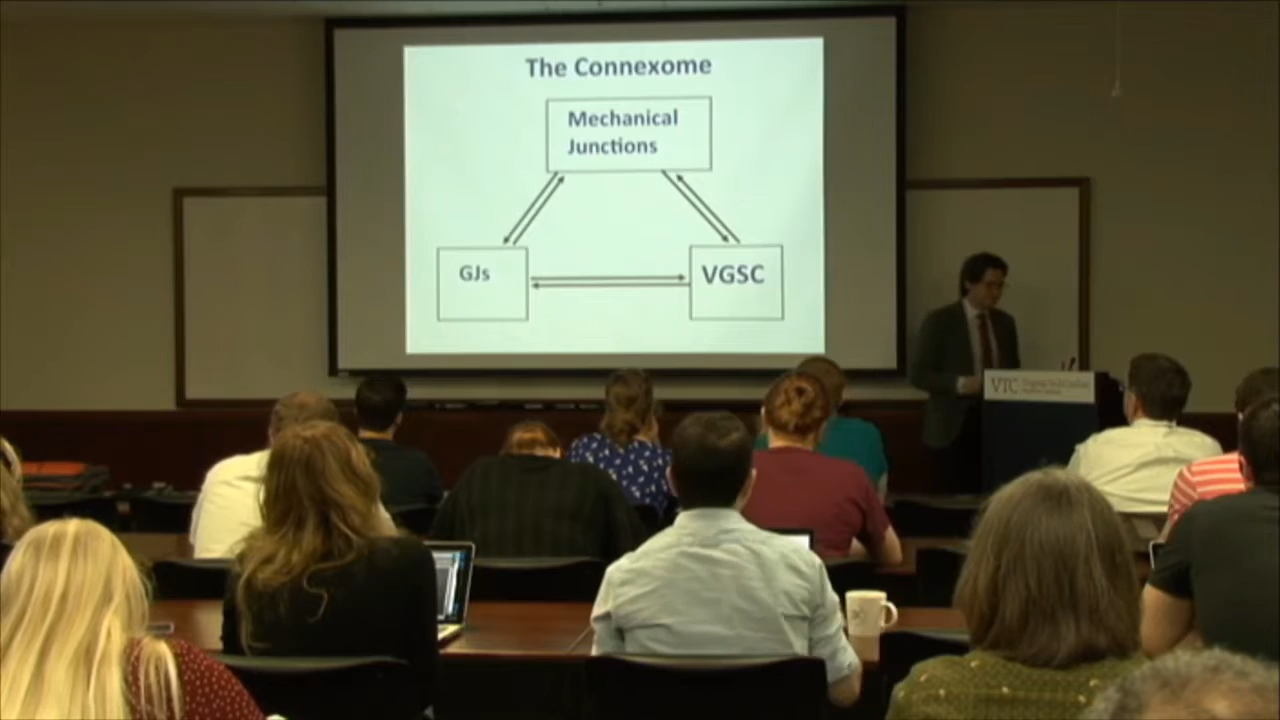 The Connexome
Mechanical
Junctions
GJs
VGSC
VTC